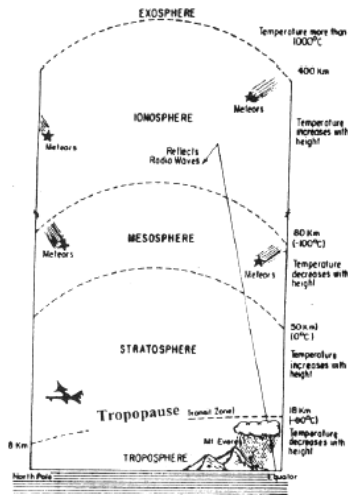 EXOSPHERE
Temperature more than
1000°C
400 Km
Meteors
IONOSPHERE
Meteors
Temperature
increases with
height
Reflects
Radio Waves
80 Km
(-100°C)
MESOSPHERE
Meteors
Meteors
Temperature
decreases with
height
50 Km)
(0°C)
STRATOSPHERE
Temperature
increases with
height
Tropopause
Transit Zone)
18 Km
(-80°C)
8 Km
Mt Everest
Temperature
decreases with
height
TROPOSPHERE
North Pole
Equator